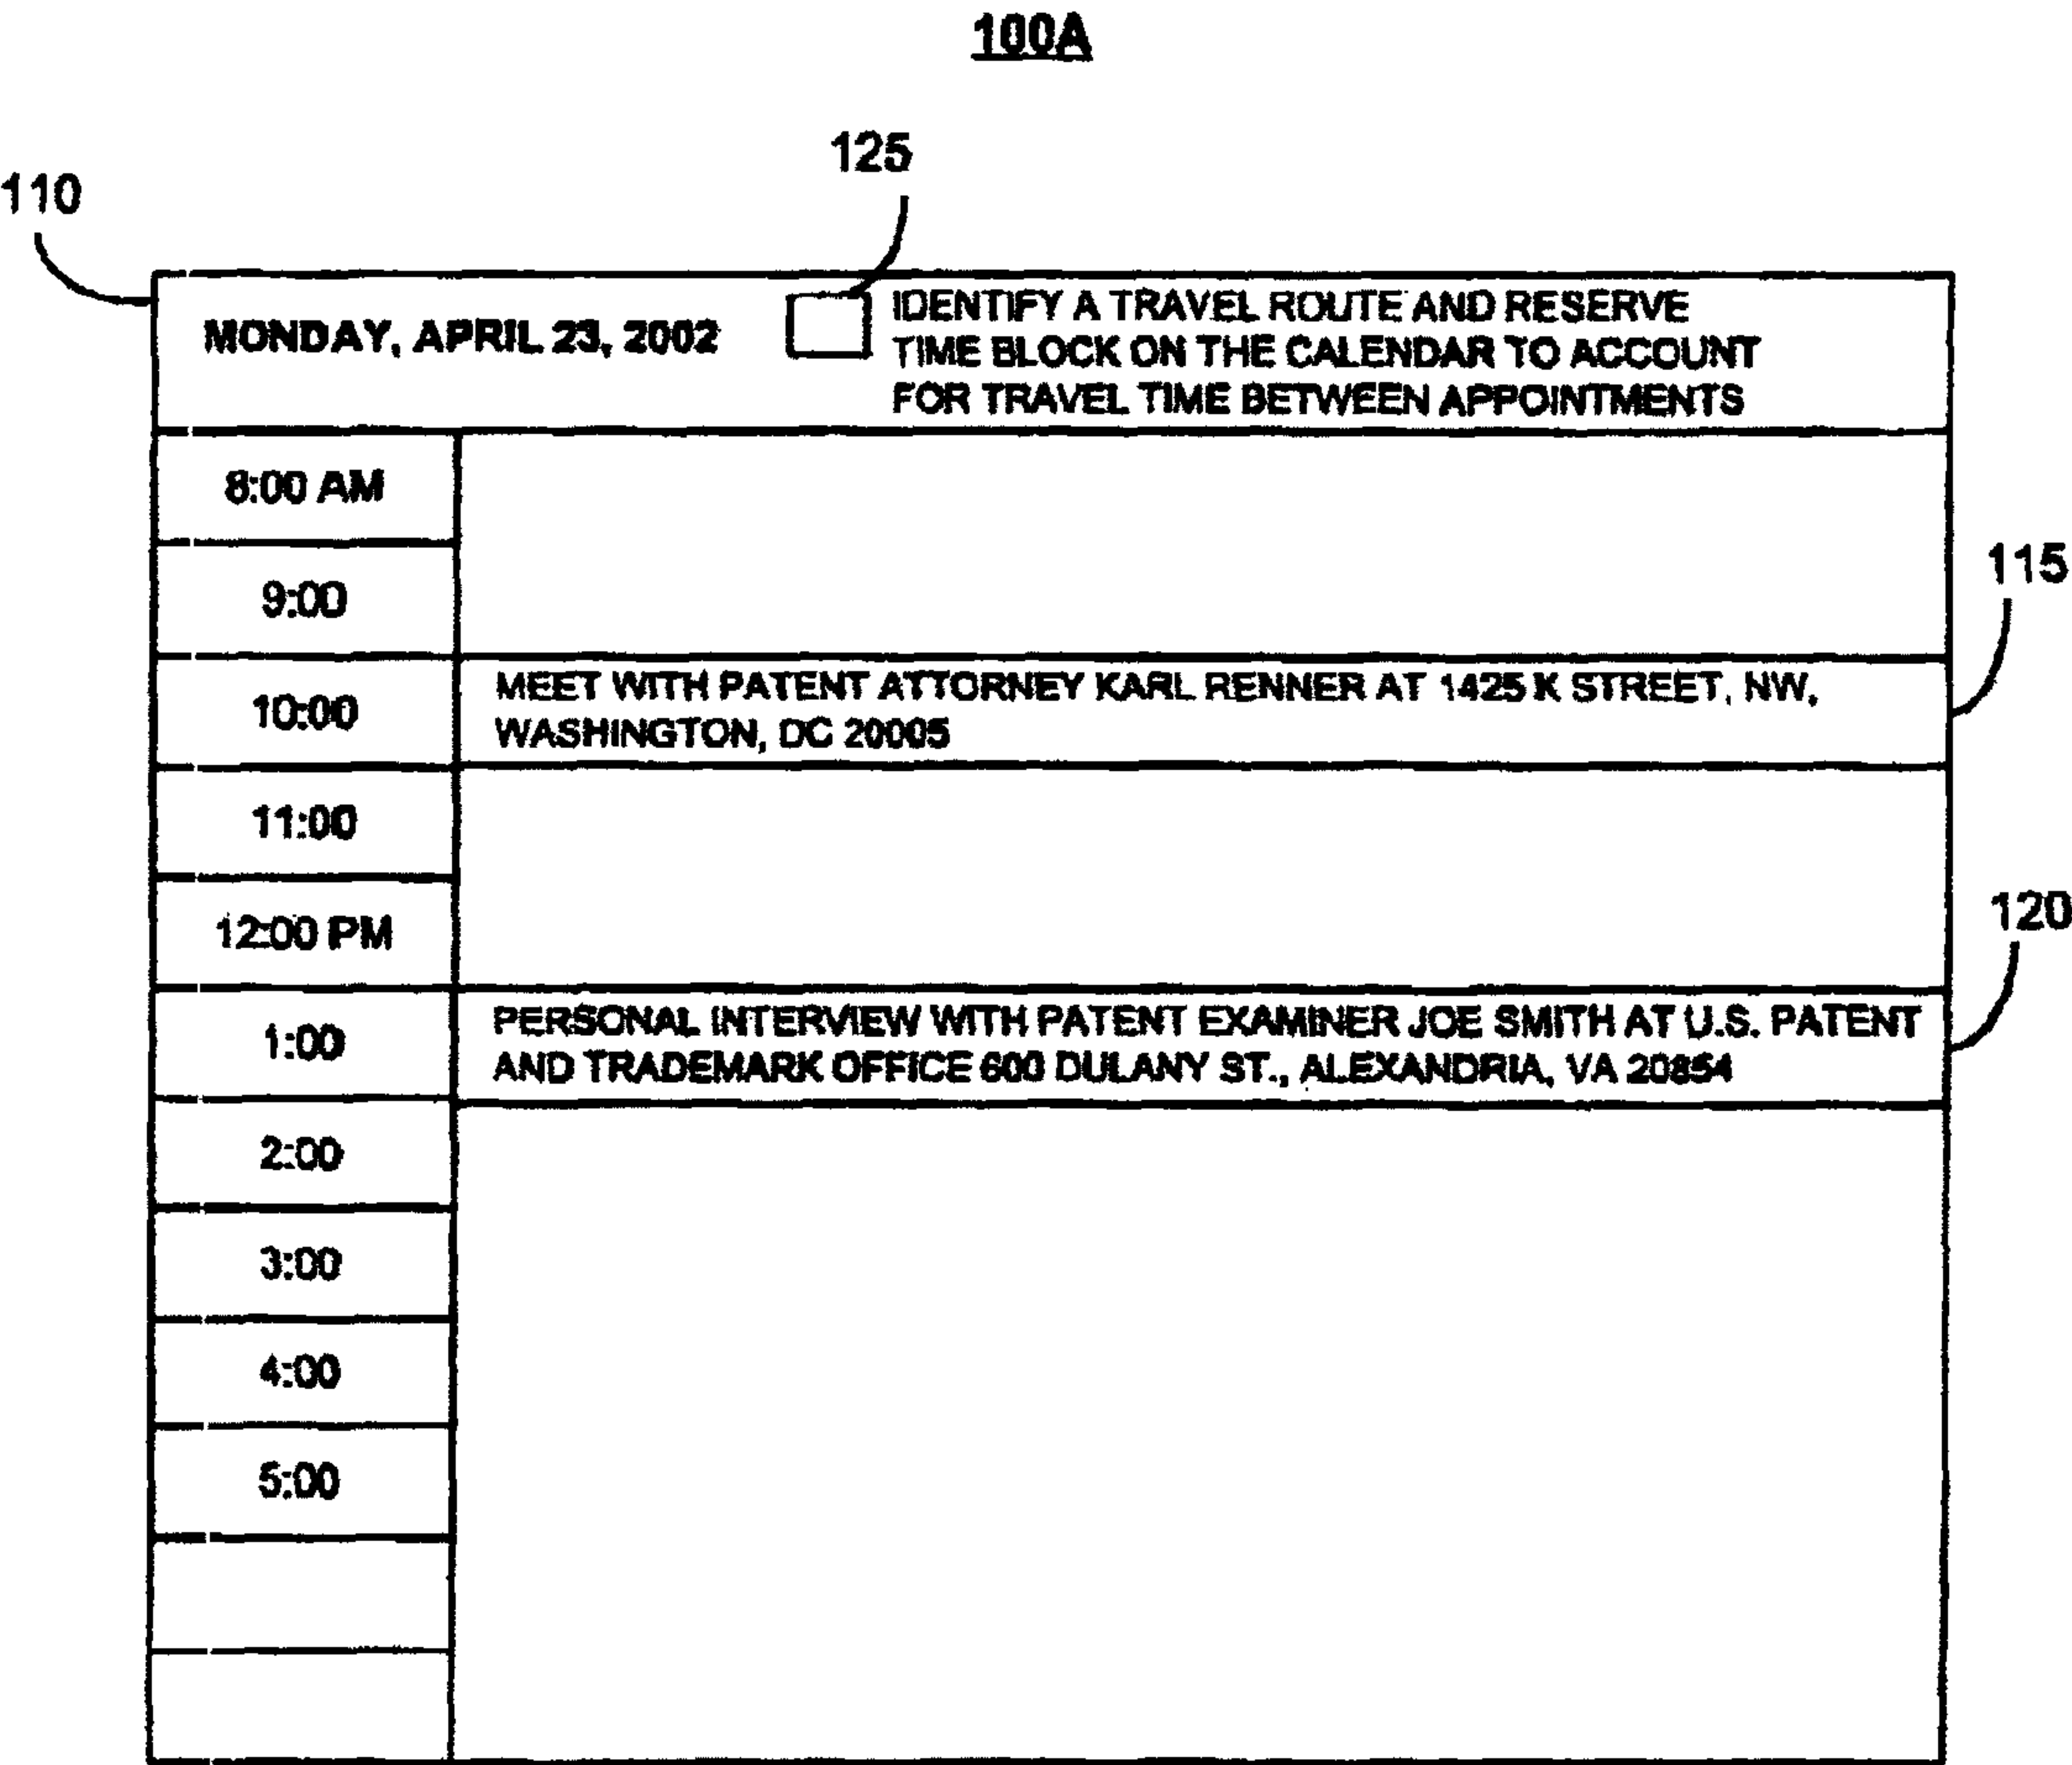 100A
125
110
MONDAY, APRIL 23, 2002
IDENTIFY A TRAVEL ROUTE AND RESERVE
TIME BLOCK ON THE CALENDAR TO ACCOUNT
FOR TRAVEL TIME BETWEEN APPOINTMENTS
8:00 AM
9:00
115
10:00
MEET WITH PATENT ATTORNEY KARL RENNER AT 1425 K STREET, NW,
WASHINGTON, DC 20005
11:00
12:00 PM
120
1:00
PERSONAL INTERVIEW WITH PATENT EXAMINER JOE SMITH AT U.S. PATENT
AND TRADEMARK OFFICE 600 DULANY ST., ALEXANDRIA, VA 20854
2:00
3:00
4:00
5:00